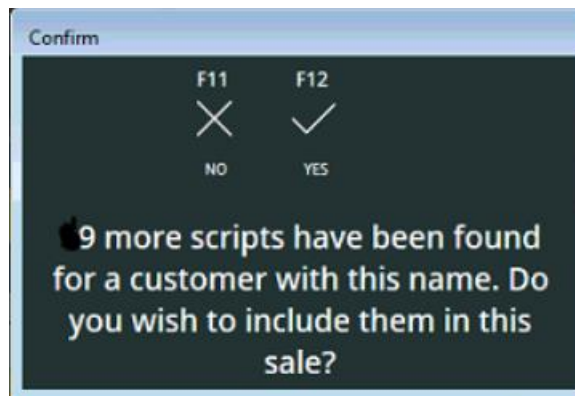 Confirm
F11 F12
NO YES
9 more scripts have been found
for a customer with this name. Do
you wish to include them in this
sale?